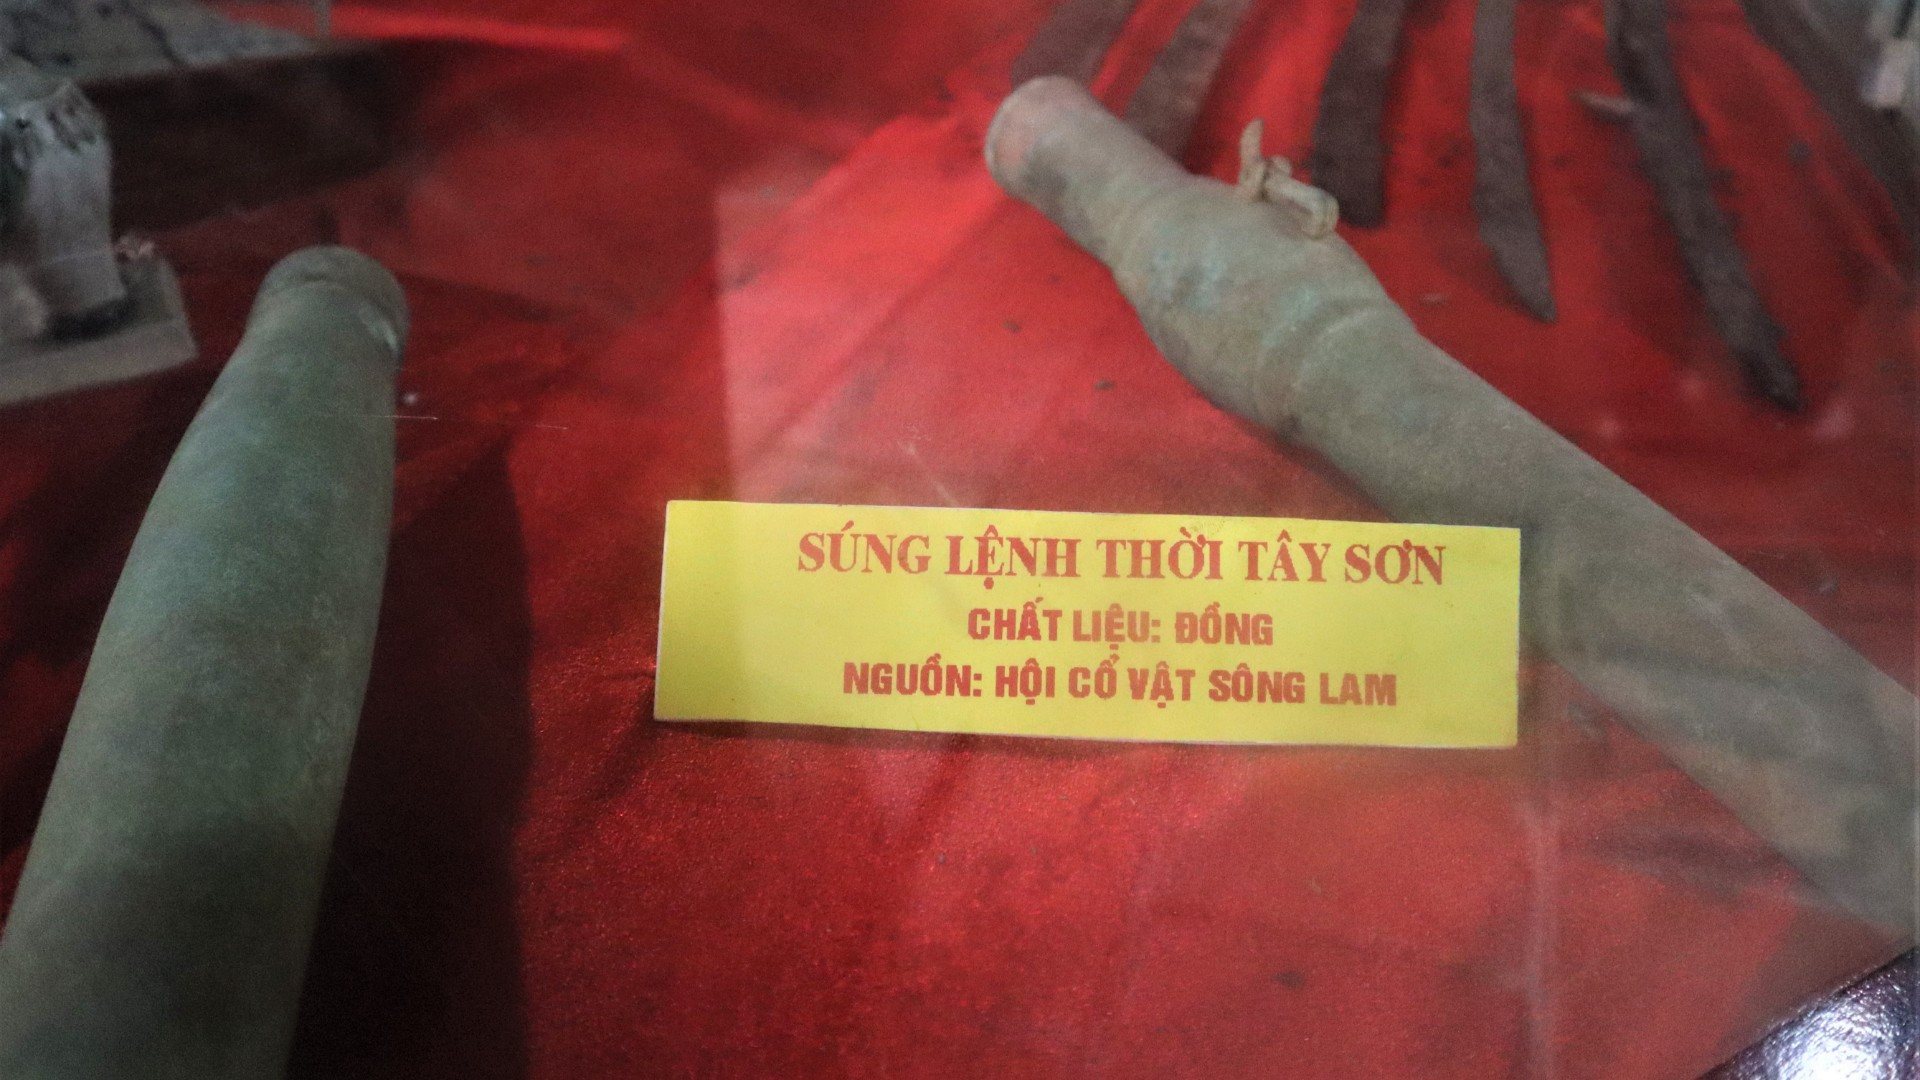 SÚNG LỆNH THỜI TÂY SƠN
CHẤT LIỆU: ĐỒNG
NGUỒN: HỘI CỔ VẬT SÔNG LAM